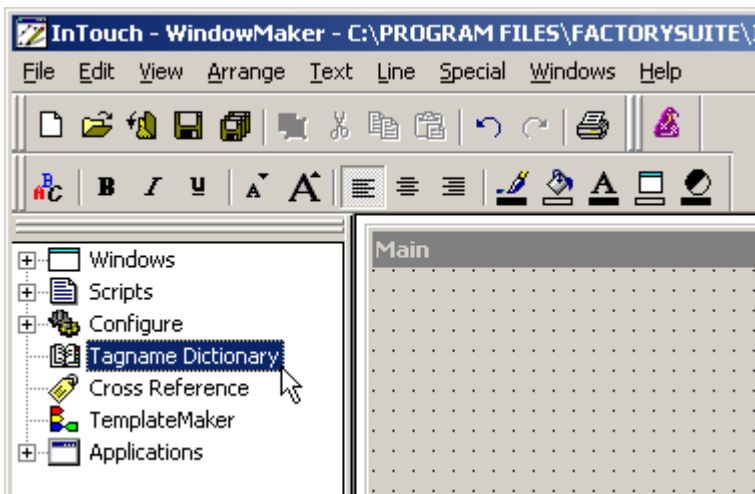 InTouch - WindowMaker - C:\PROGRAM FILES\FACTORYSUITE\
File Edit View Arrange Text Line Special Windows Help
ABC B I U A A A
Windows
Main
Scripts
Configure
Tagname Dictionary
Cross Reference
TemplateMaker
Applications